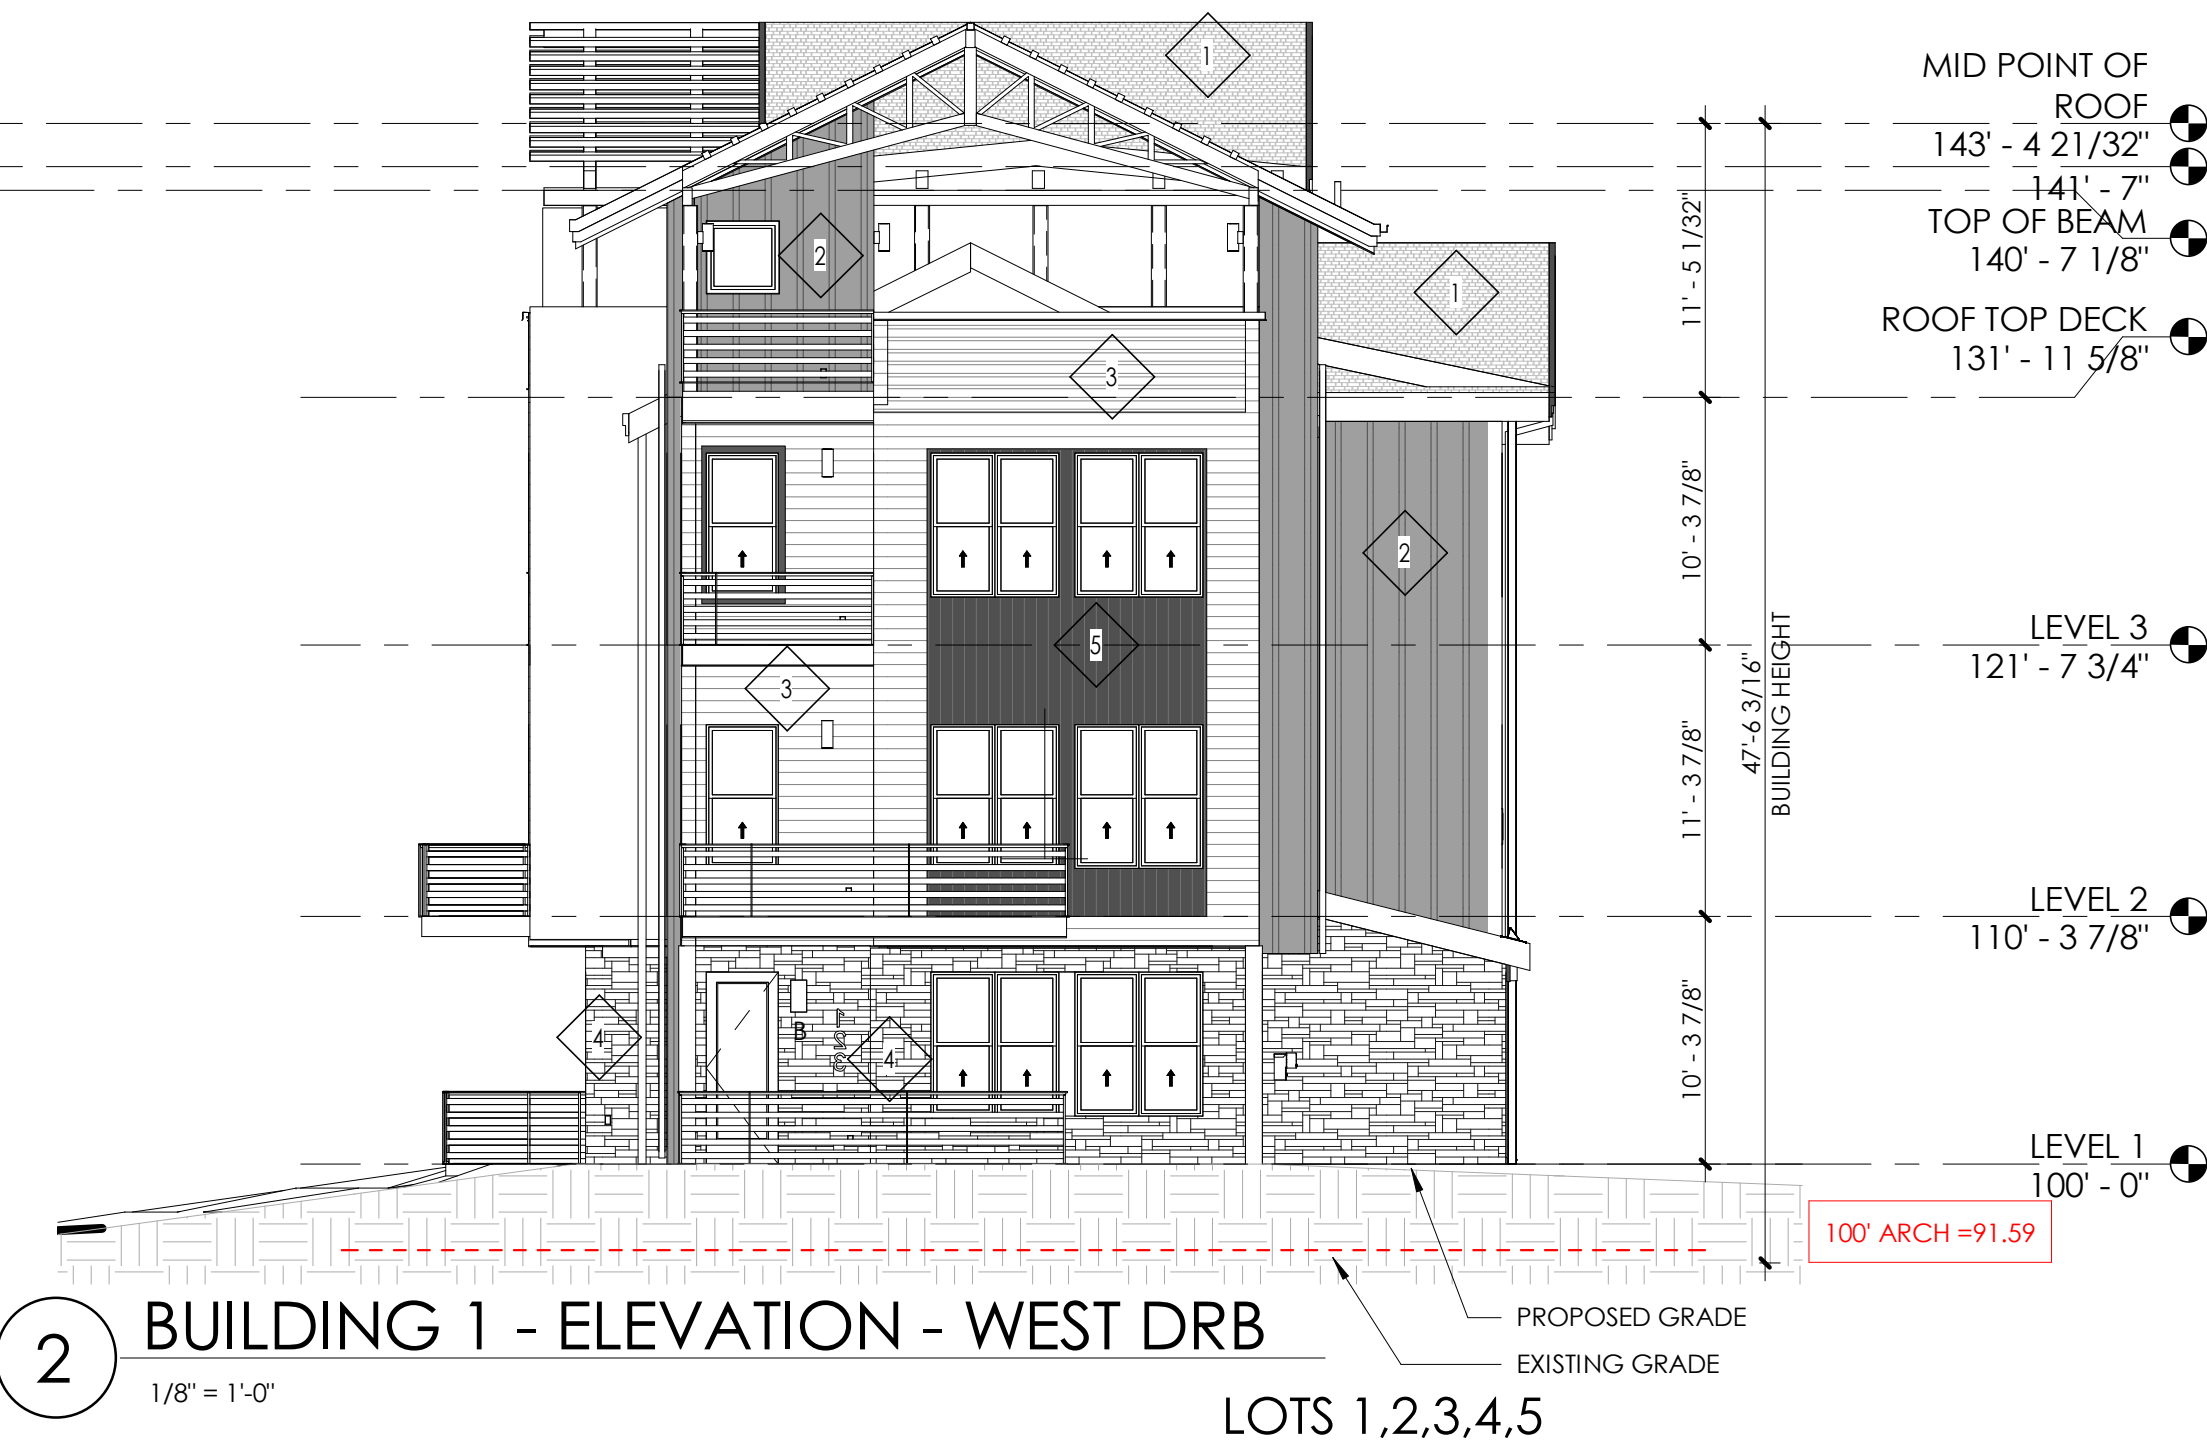 1
MID POINT OF
ROOF
143' - 4 21/32"
141' - 7"
TOP OF BEAM
140' - 7 1/8"
2
1
ROOF TOP DECK
131' - 11 5/8"
11' - 5 1/32"
3
10' - 3 7/8"
2
5
LEVEL 3
121' - 7 3/4"
3
47'-6 3/16"
BUILDING HEIGHT
11' - 3 7/8"
LEVEL 2
110' - 3 7/8"
4
B
123
4
10' - 3 7/8"
LEVEL 1
100' - 0"
100' ARCH =91.59
2
BUILDING 1 - ELEVATION - WEST DRB
1/8" = 1'-0"
PROPOSED GRADE
EXISTING GRADE
LOTS 1,2,3,4,5